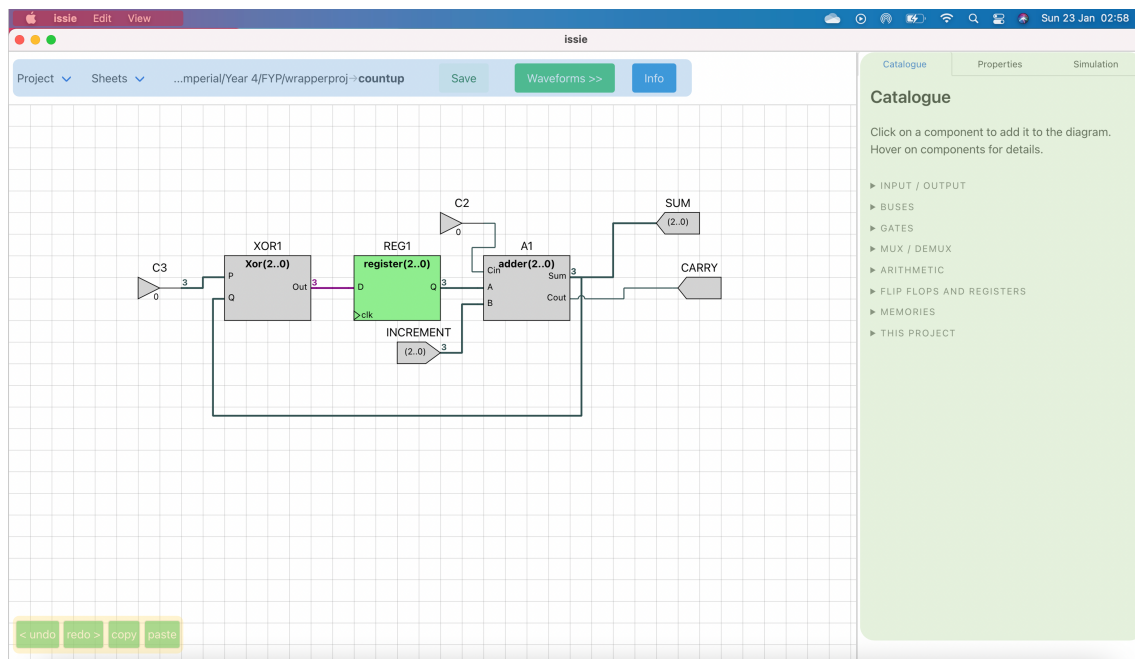 issie Edit View Sun 23 Jan 02:58
issie
Project Sheets ...mperial/Year 4/FYP/wrapperproj→countup Save Waveforms >> Info
Catalogue Properties Simulation
Catalogue
Click on a component to add it to the diagram.
Hover on components for details.
INPUT / OUTPUT
BUSES
GATES
MUX / DEMUX
ARITHMETIC
FLIP FLOPS AND REGISTERS
MEMORIES
THIS PROJECT
C2
0
SUM
(2..0)
XOR1
Xor(2..0)
P
Q
Out
3
REG1
register(2..0)
D
Q
clk
3
A1
adder(2..0)
Cin
A
B
Sum
Cout
3
C3
0
3
CARRY
INCREMENT
(2..0)
3
< undo redo > copy paste